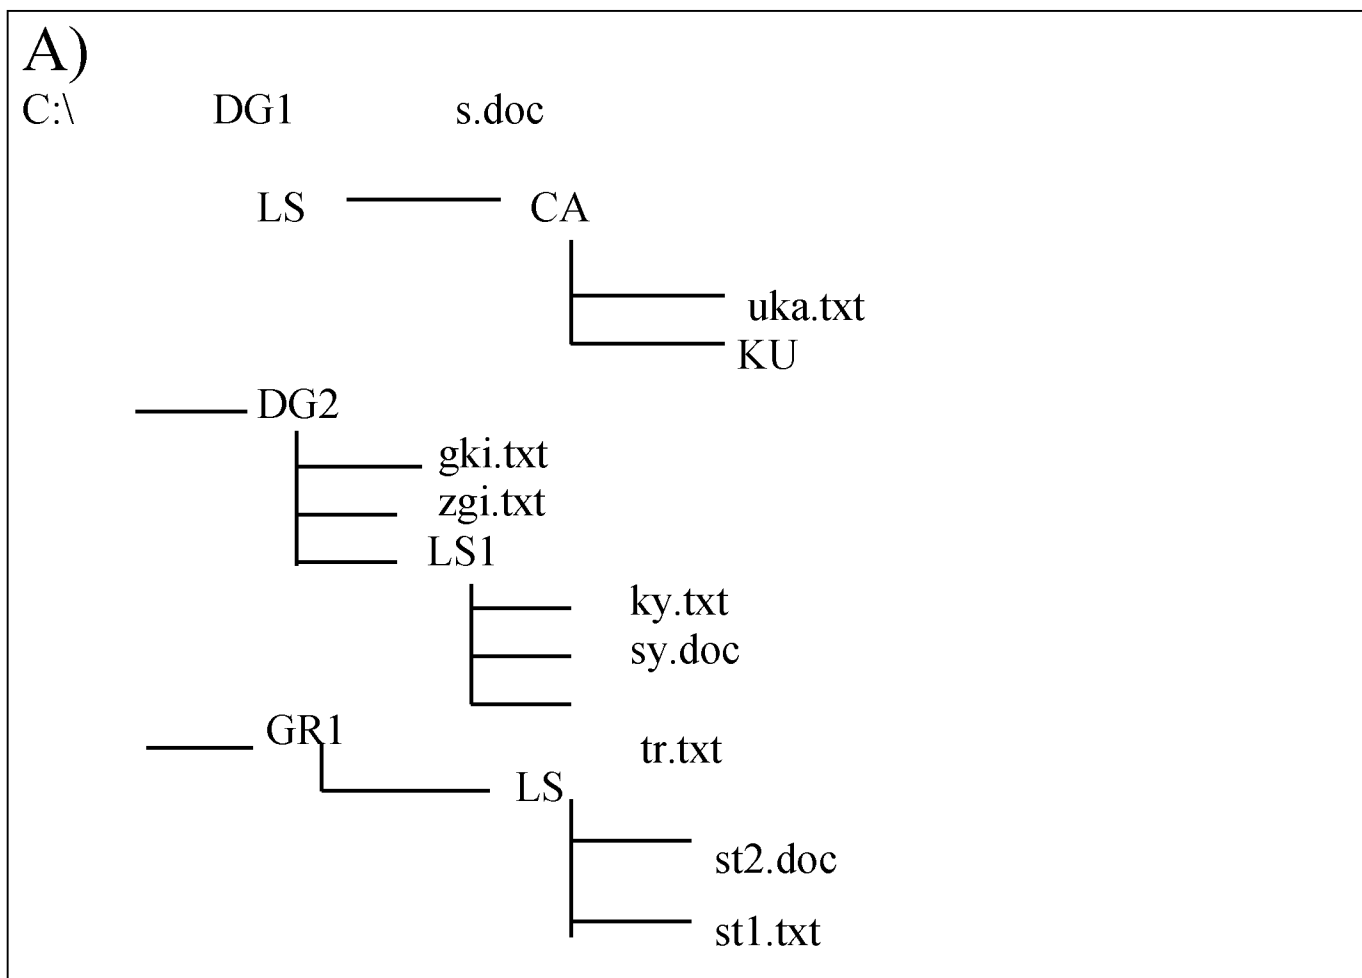 A)
C:\ DG1 s.doc
LS CA
uka.txt
KU
DG2
gki.txt
zgi.txt
LS1
ky.txt
sy.doc
GR1
tr.txt
LS
st2.doc
st1.txt